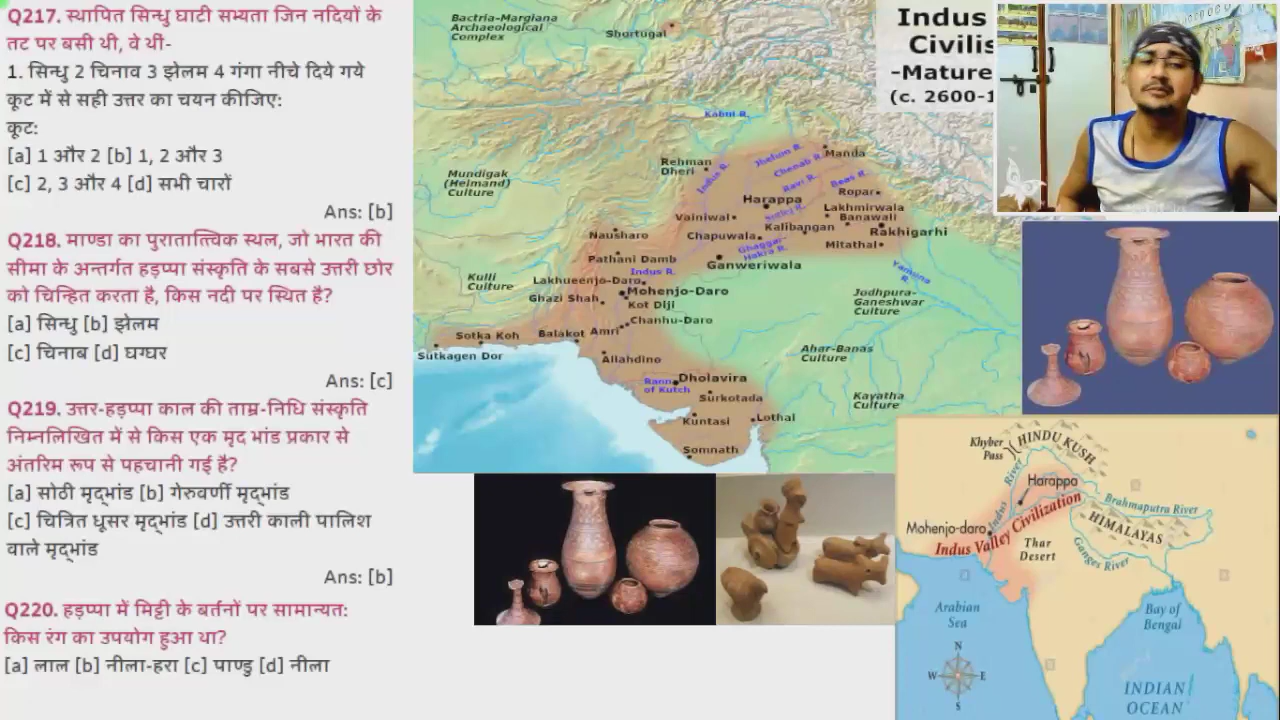 Q217. स्थापित सिन्धु घाटी सभ्यता जिन नदियों के
तट पर बसी थी, वे थीं-
1. सिन्धु 2 चिनाव 3 झेलम 4 गंगा नीचे दिये गये
कूट में से सही उत्तर का चयन कीजिए:
कूट:
[a] 1 और 2 [b] 1, 2 और 3
[c] 2, 3 और 4 [d] सभी चारों
Ans: [b]
Q218. माण्डा का पुरातात्त्विक स्थल, जो भारत की
सीमा के अन्तर्गत हड़प्पा संस्कृति के सबसे उत्तरी छोर
को चिन्हित करता है, किस नदी पर स्थित है?
[a] सिन्धु [b] झेलम
[c] चिनाब [d] घग्घर
Ans: [c]
Q219. उत्तर-हड़प्पा काल की ताम्र-निधि संस्कृति
निम्नलिखित में से किस एक मृद भांड प्रकार से
अंतरिम रूप से पहचानी गई है?
[a] सोठी मृद्‌भांड [b] गेरुवर्णी मृद्‌भांड
[c] चित्रित धूसर मृद्‌भांड [d] उत्तरी काली पालिश
वाले मृद्‌भांड
Ans: [b]
Q220. हड़प्पा में मिट्टी के बर्तनों पर सामान्यत:
किस रंग का उपयोग हुआ था?
[a] लाल [b] नीला-हरा [c] पाण्डु [d] नीला
Bactria-Margiana
Archaeological
Complex
Shortugal
Indus
Civilis
-Mature
(c. 2600-1
Kabul R.
Rehman
Dheri
Indus R.
Jhelum R.
Chenab R.
Ravi R.
Beas R.
Sutlej R.
Manda
Mundigak
(Helmand)
Culture
Ropar
Harappa
Lakhmirwala
Vainiwal
Banawali
Kalibangan
Rakhigarhi
Nausharo
Chapuwala
Mitathal
Ghaggar-
Hakra R.
Pathani Damb
Ganweriwala
Indus R.
Yamuna
R.
Kulli
Culture
Lakhueenjo-Daro
Mohenjo-Daro
Ghazi Shah
Kot Diji
Jodhpura-
Ganeshwar
Culture
Chanhu-Daro
Sotka Koh
Balakot
Amri
Sutkagen Dor
Allahdino
Ahar-Banas
Culture
Rann
of Kutch
Dholavira
Surkotada
Kayatha
Culture
Kuntasi
Lothal
Somnath
Khyber
Pass
HINDU KUSH
Indus River
Harappa
Brahmaputra River
Mohenjo-daro
Indus Valley Civilization
HIMALAYAS
Thar
Desert
Ganges River
Arabian
Sea
Bay of
Bengal
N
W
E
S
INDIAN
OCEAN